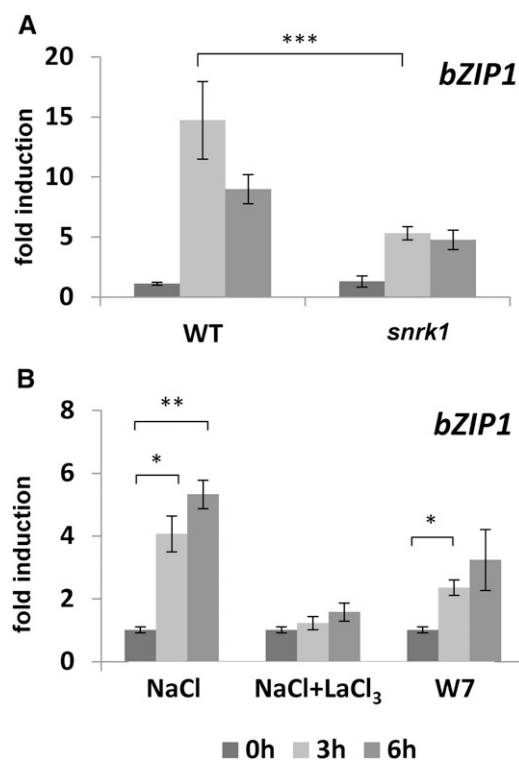 A
***
bZIP1
fold induction
20
15
10
5
0
WT
snrk1
B
**
*
*
bZIP1
fold induction
8
6
4
2
0
NaCl
NaCl+LaCl₃
W7
0h 3h 6h